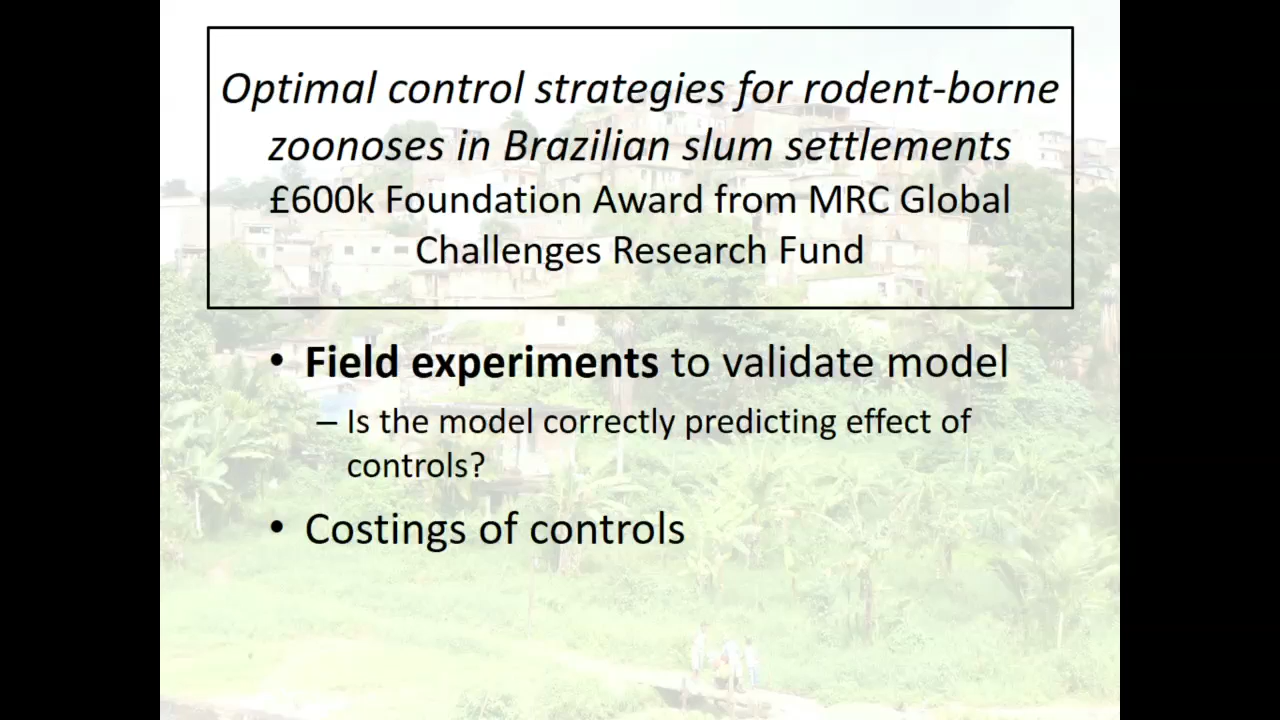 Optimal control strategies for rodent-borne
zoonoses in Brazilian slum settlements
£600k Foundation Award from MRC Global
Challenges Research Fund
• Field experiments to validate model
– Is the model correctly predicting effect of
controls?
• Costings of controls